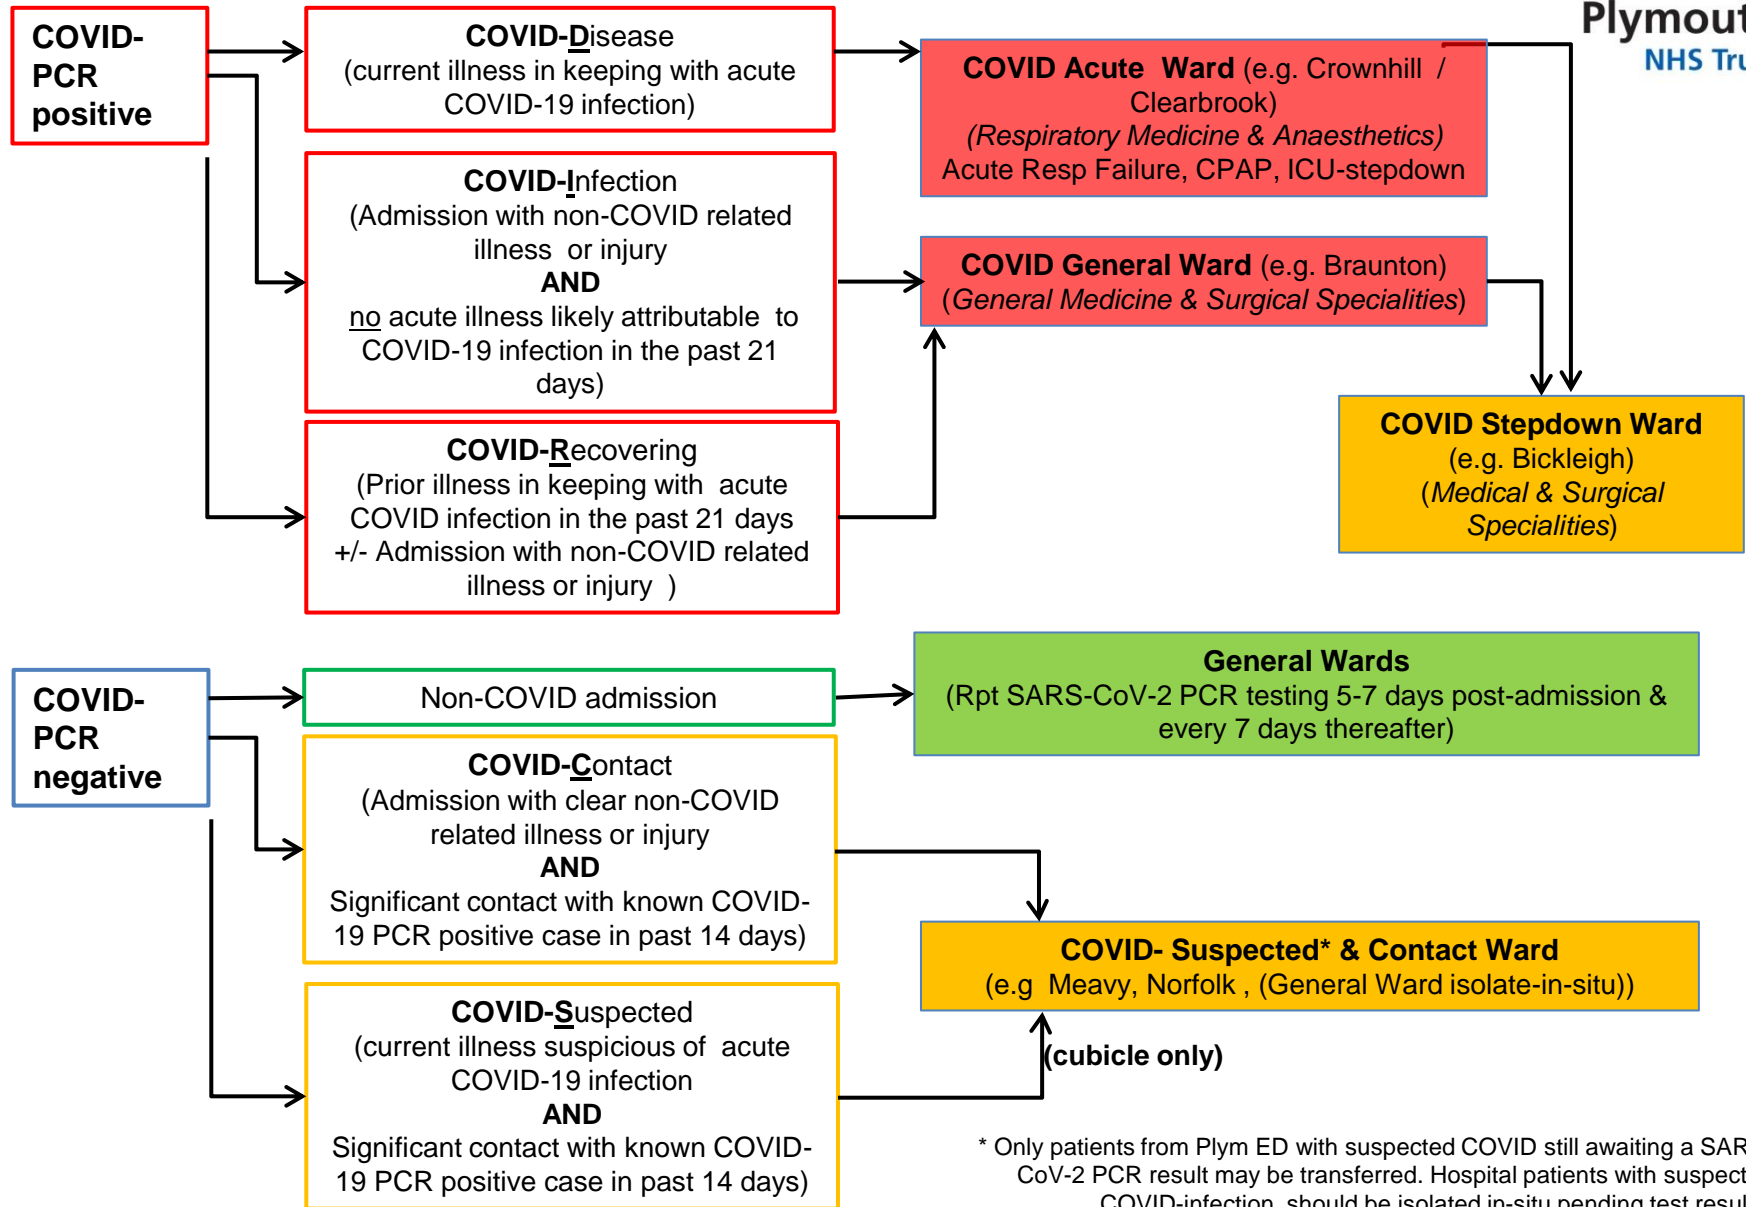 Plymout
NHS Tru
COVID-
PCR
positive
COVID-Disease
(current illness in keeping with acute
COVID-19 infection)
COVID Acute Ward (e.g. Crownhill /
Clearbrook)
(Respiratory Medicine & Anaesthetics)
Acute Resp Failure, CPAP, ICU-stepdown
COVID-Infection
(Admission with non-COVID related
illness or injury
AND
no acute illness likely attributable to
COVID-19 infection in the past 21
days)
COVID General Ward (e.g. Braunton)
(General Medicine & Surgical Specialities)
COVID-Recovering
(Prior illness in keeping with acute
COVID infection in the past 21 days
+/- Admission with non-COVID related
illness or injury )
COVID Stepdown Ward
(e.g. Bickleigh)
(Medical & Surgical
Specialities)
COVID-
PCR
negative
Non-COVID admission
General Wards
(Rpt SARS-CoV-2 PCR testing 5-7 days post-admission &
every 7 days thereafter)
COVID-Contact
(Admission with clear non-COVID
related illness or injury
AND
Significant contact with known COVID-
19 PCR positive case in past 14 days)
COVID- Suspected* & Contact Ward
(e.g Meavy, Norfolk , (General Ward isolate-in-situ))
COVID-Suspected
(current illness suspicious of acute
COVID-19 infection
AND
Significant contact with known COVID-
19 PCR positive case in past 14 days)
(cubicle only)
* Only patients from Plym ED with suspected COVID still awaiting a SAR
CoV-2 PCR result may be transferred. Hospital patients with suspect
COVID-infection should be isolated in-situ pending test resul